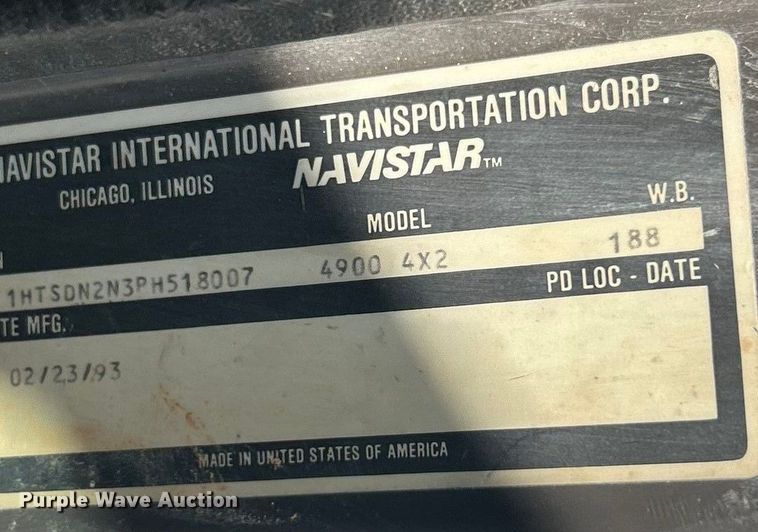 NAVISTAR INTERNATIONAL TRANSPORTATION CORP.
CHICAGO, ILLINOIS NAVISTAR™
MODEL W.B.
1HTSDN2N3PH518007 4900 4X2 188
TE MFG. PD LOC - DATE
02/23/93
MADE IN UNITED STATES OF AMERICA
Purple Wave Auction